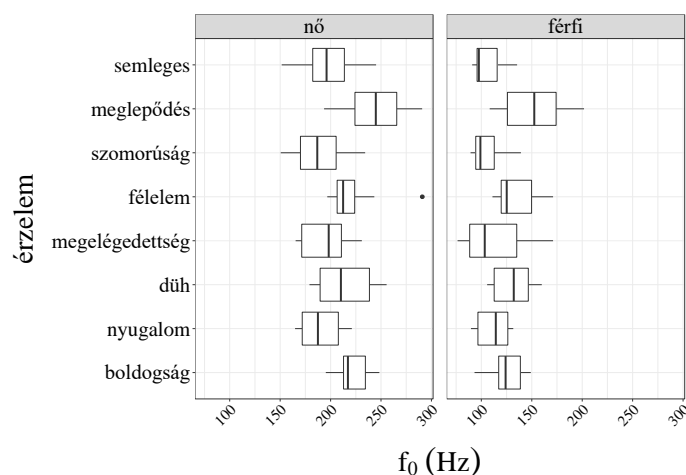 nő
férfi
semleges
meglepődés
szomorúság
félelem
megelégedettség
düh
nyugalom
boldogság
érzelem
100 150 200 250 300
100 150 200 250 300
f₀ (Hz)